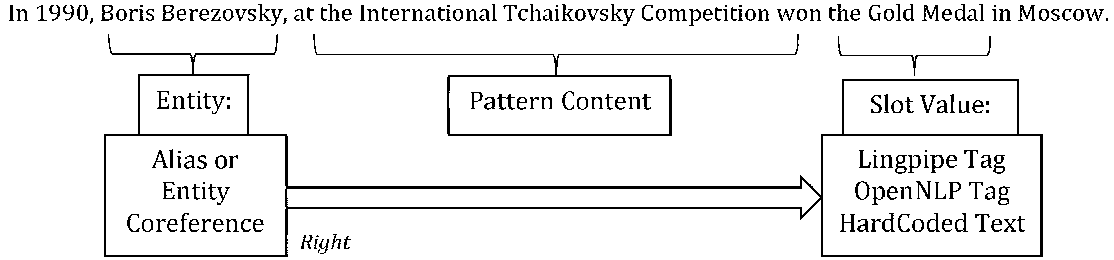 In 1990, Boris Berezovsky, at the International Tchaikovsky Competition won the Gold Medal in Moscow.
Entity:
Pattern Content
Slot Value:
Alias or
Entity
Coreference
Right
Lingpipe Tag
OpenNLP Tag
HardCoded Text